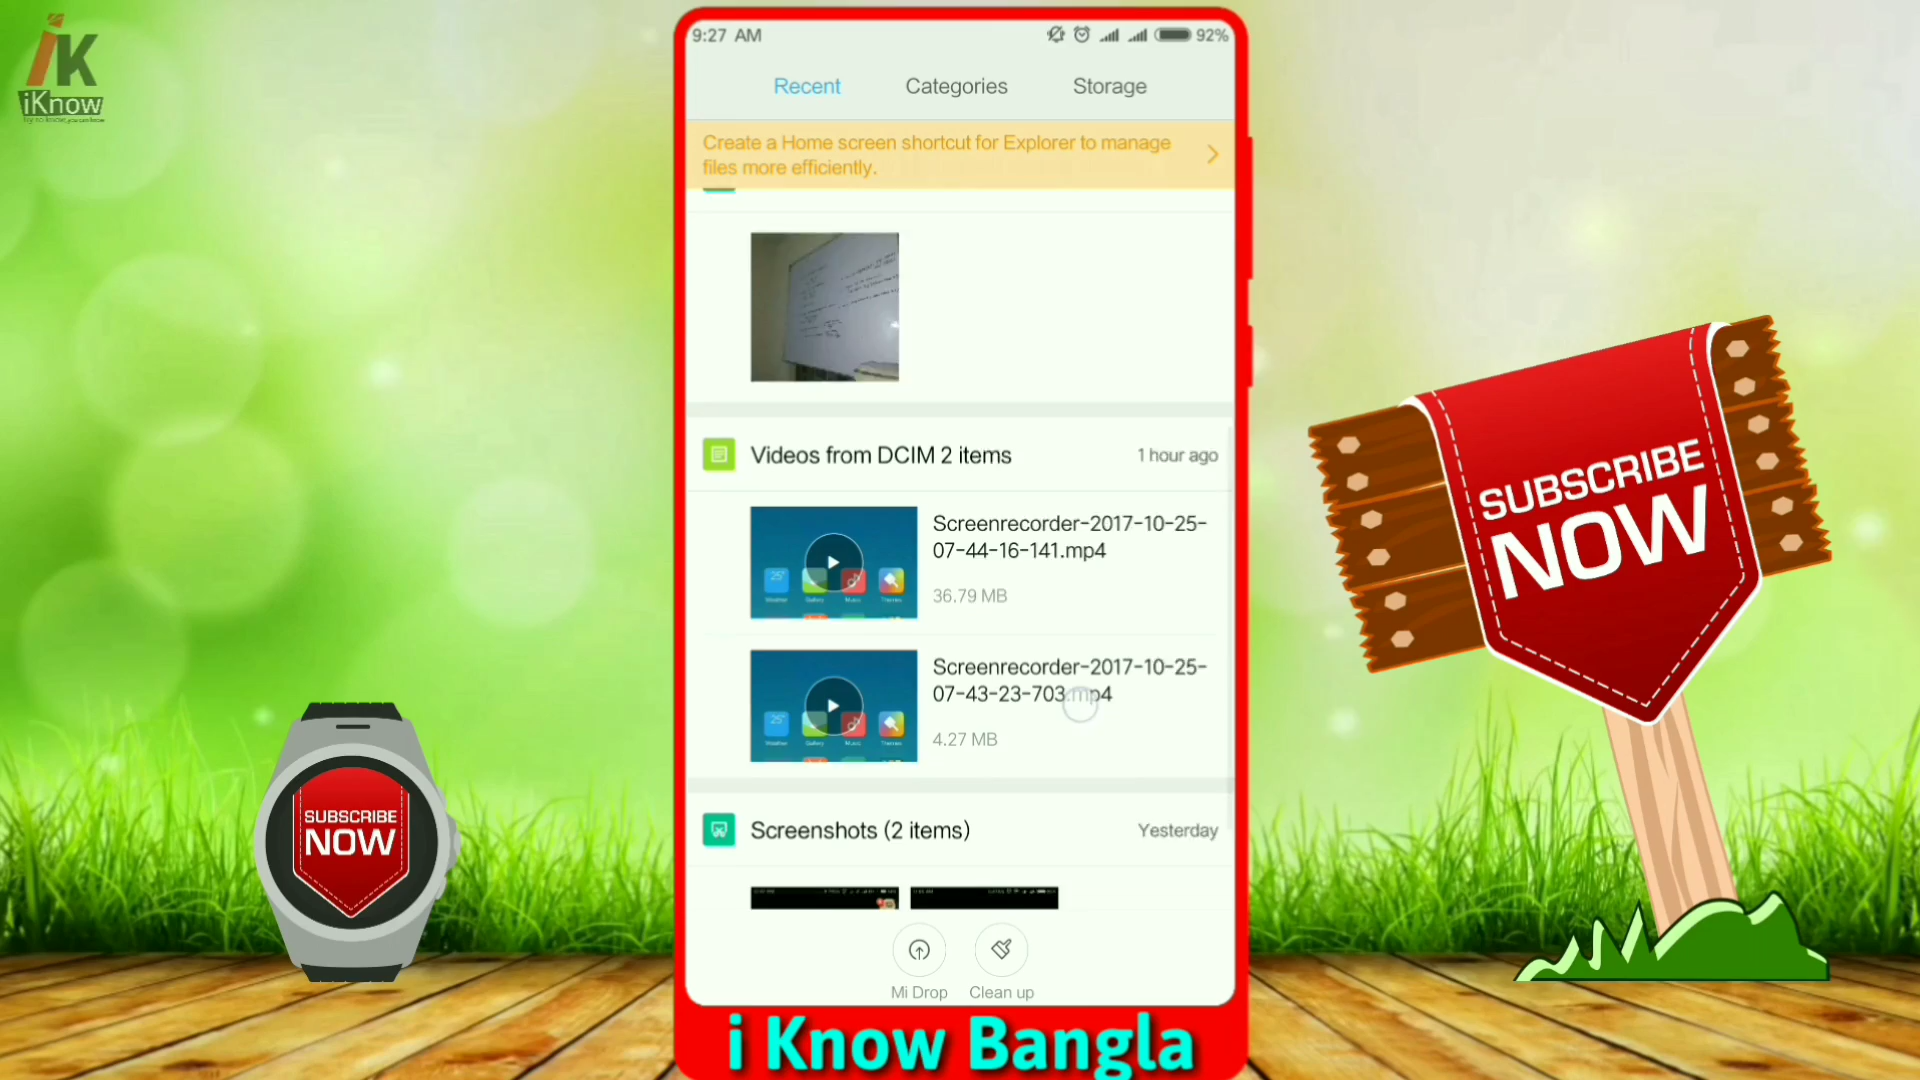 iK
iKnow
9:27 AM
92%
Recent
Categories
Storage
Create a Home screen shortcut for Explorer to manage
files more efficiently.
Videos from DCIM 2 items
1 hour ago
Screenrecorder-2017-10-25-
07-44-16-141.mp4
36.79 MB
Screenrecorder-2017-10-25-
07-43-23-703.mp4
4.27 MB
Screenshots (2 items)
Yesterday
Mi Drop
Clean up
i Know Bangla
SUBSCRIBE
NOW
SUBSCRIBE
NOW